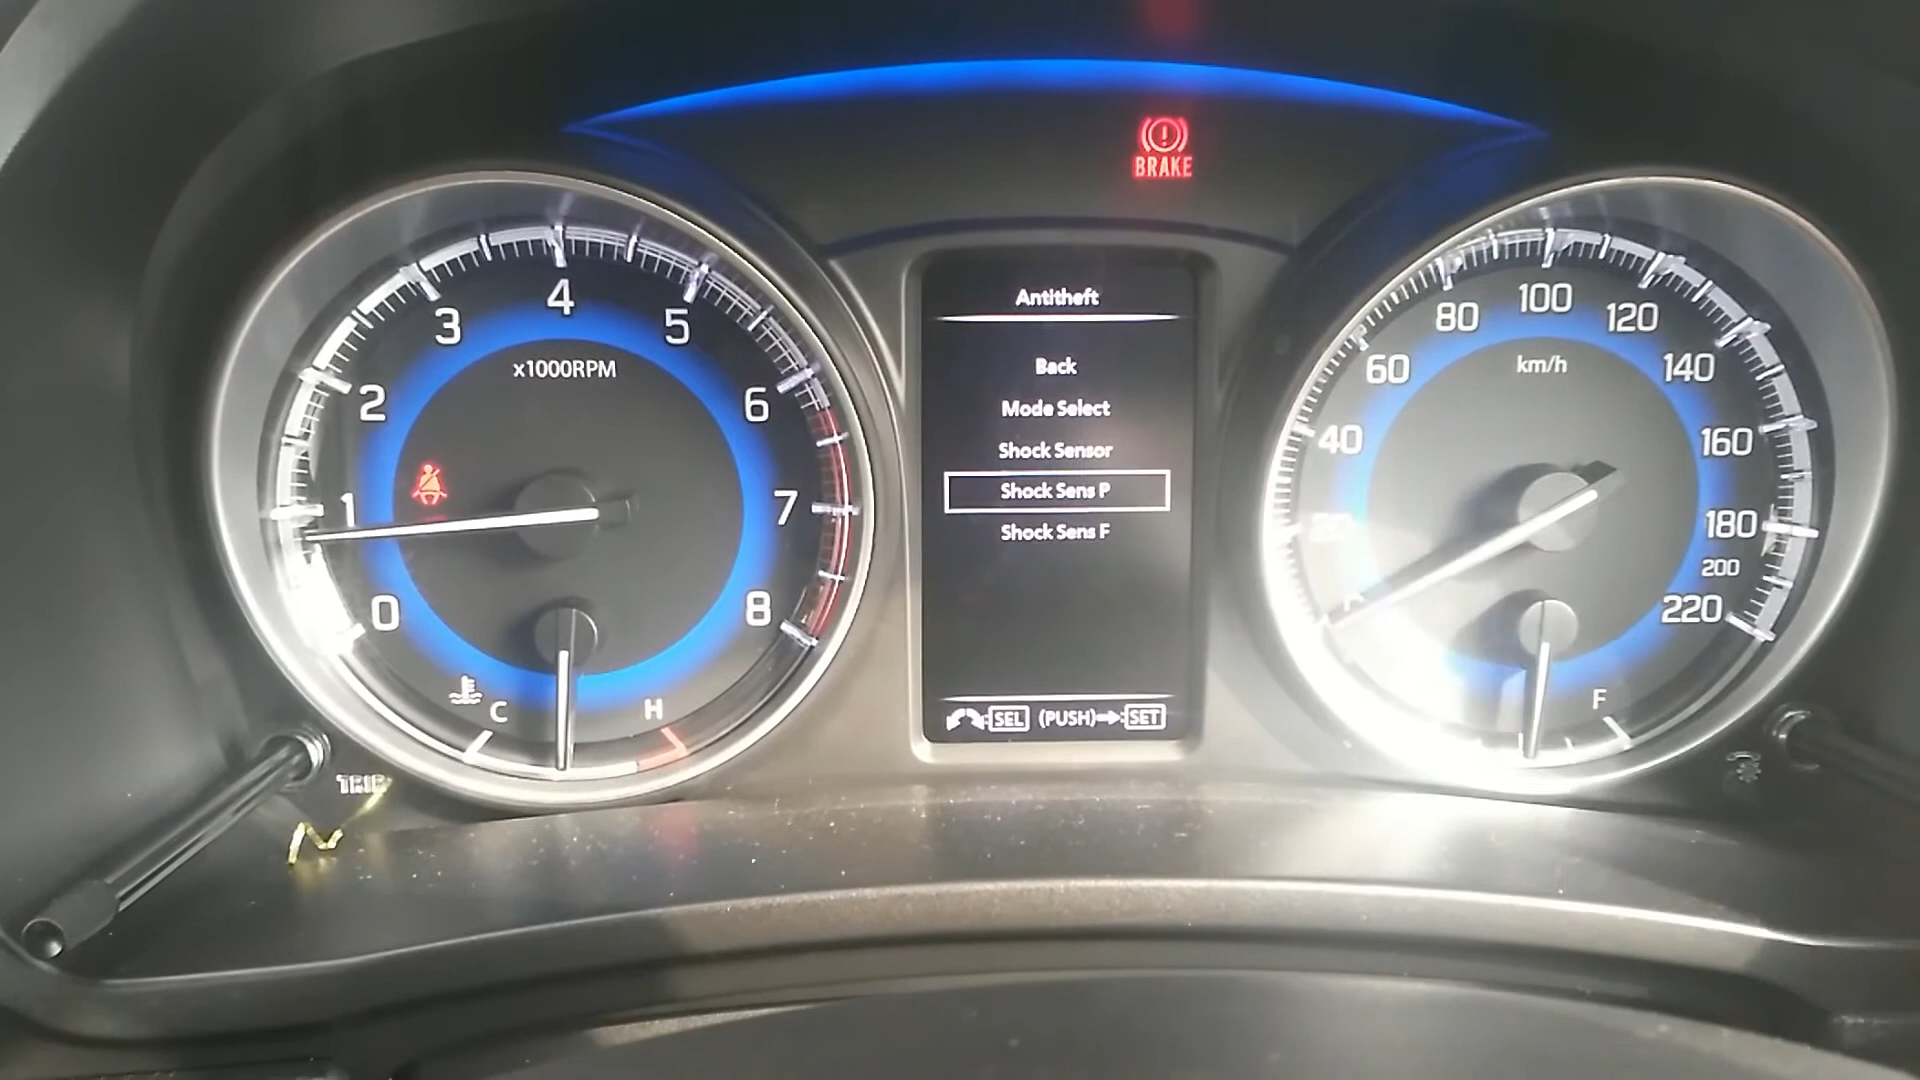 BRAKE
4
3
5
x1000RPM
2
6
1
7
0
8
C
H
TRIP
Antitheft
Back
Mode Select
Shock Sensor
Shock Sens P
Shock Sens F
SEL (PUSH) SET
100
80
120
km/h
60
140
40
160
20
180
200
220
F